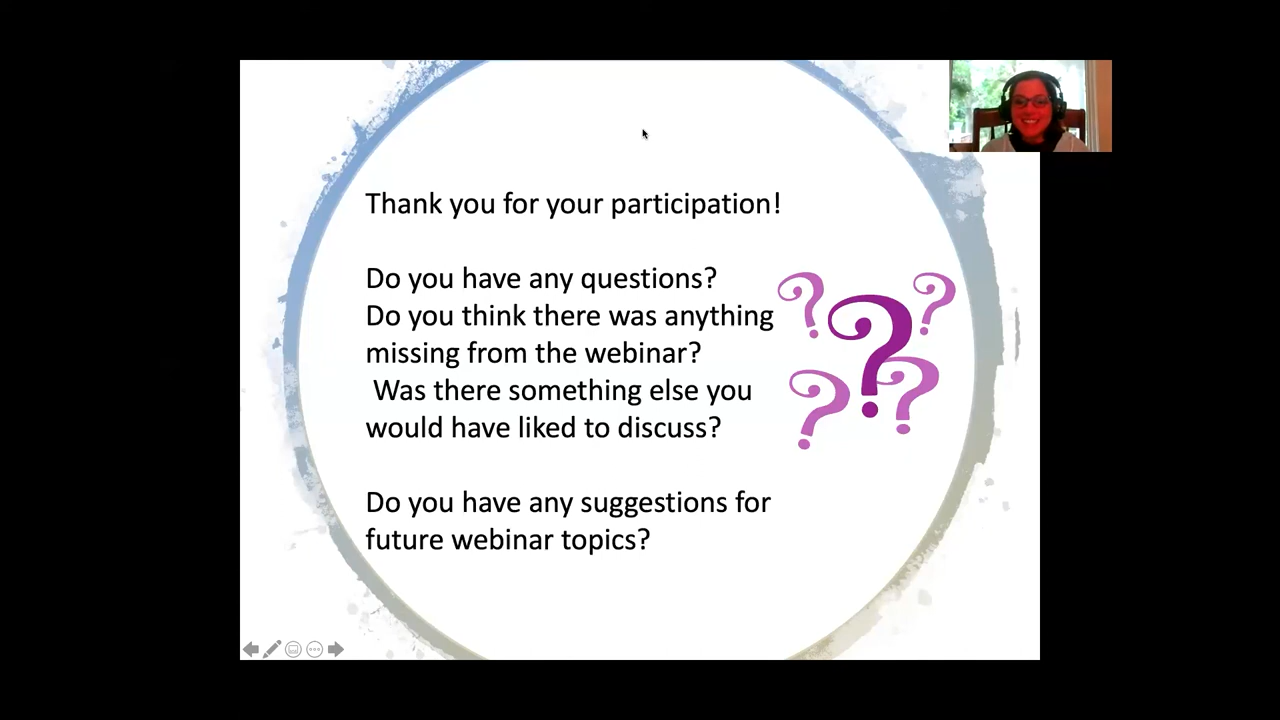 Thank you for your participation!
Do you have any questions?
Do you think there was anything
missing from the webinar?
Was there something else you
would have liked to discuss?
Do you have any suggestions for
future webinar topics?